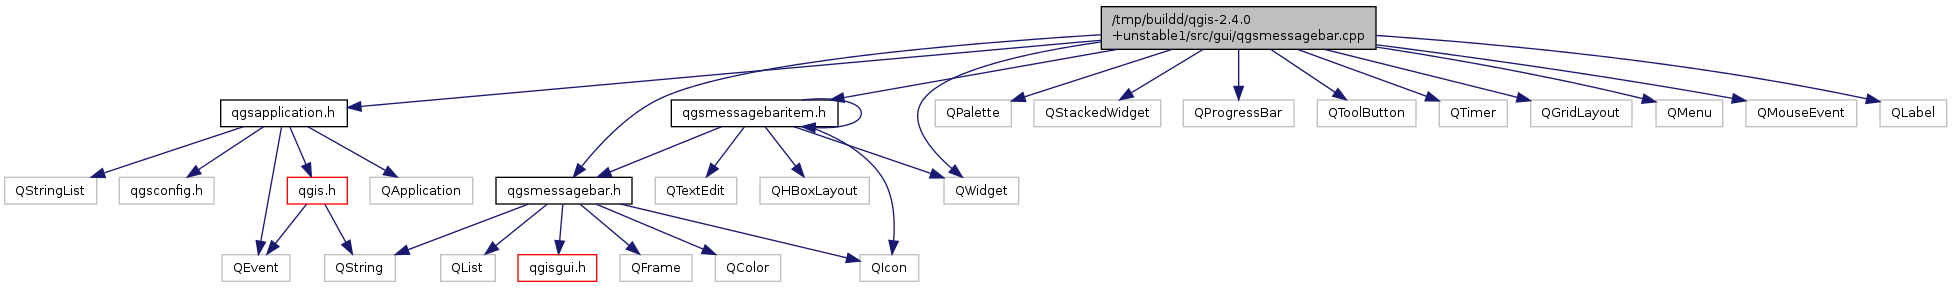 /tmp/buildd/qgis-2.4.0
+unstable1/src/gui/qgsmessagebar.cpp
qgsapplication.h
qgsmessagebaritem.h
QPalette
QStackedWidget
QProgressBar
QToolButton
QTimer
QGridLayout
QMenu
QMouseEvent
QLabel
QStringList
qgsconfig.h
qgis.h
QApplication
qgsmessagebar.h
QTextEdit
QHBoxLayout
QWidget
QEvent
QString
QList
qgisgui.h
QFrame
QColor
QIcon